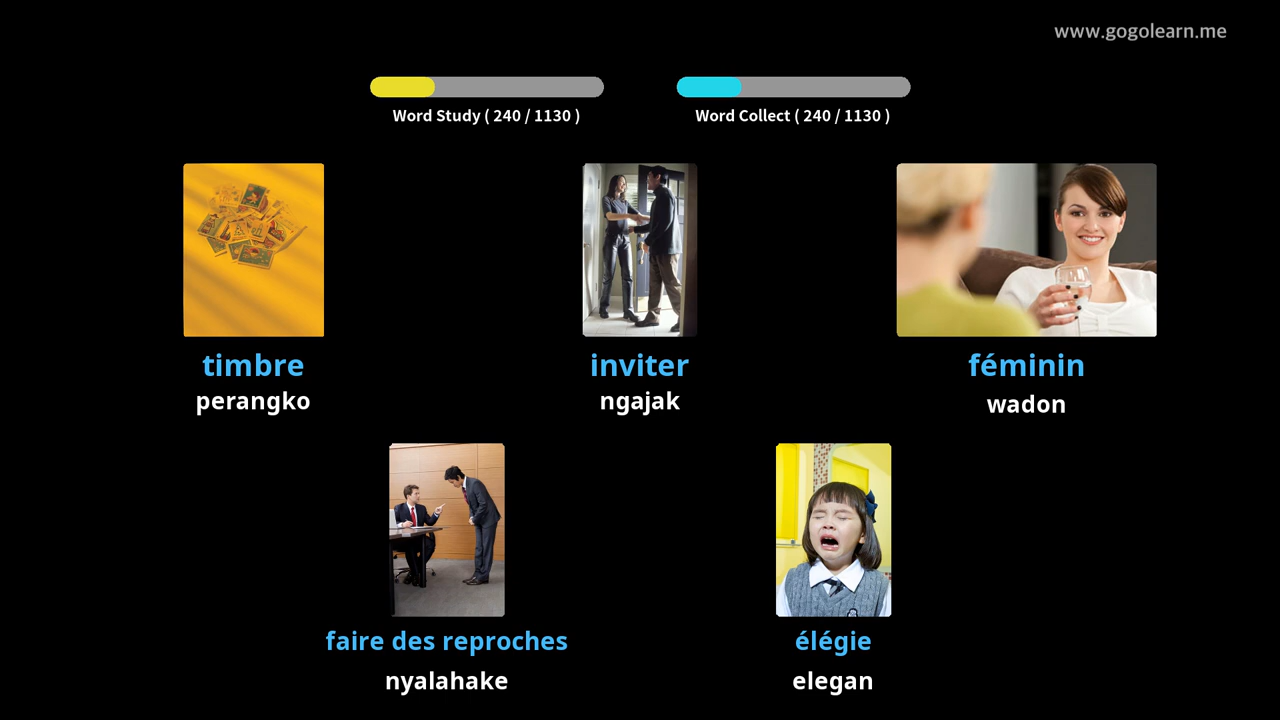 www.gogolearn.me
Word Study ( 240 / 1130 )
Word Collect ( 240 / 1130 )
timbre
perangko
inviter
ngajak
féminin
wadon
faire des reproches
nyalahake
élégie
elegan